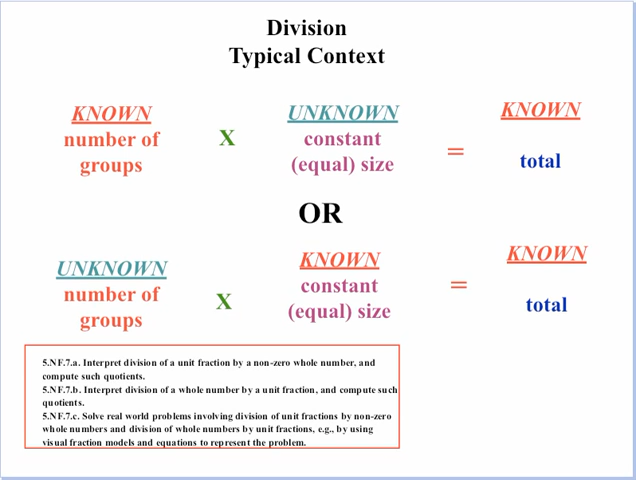 Division
Typical Context
KNOWN
number of
groups
X
UNKNOWN
constant
(equal) size
=
KNOWN
total
OR
UNKNOWN
number of
groups
X
KNOWN
constant
(equal) size
=
KNOWN
total
5.NF.7.a. Interpret division of a unit fraction by a non-zero whole number, and
compute such quotients.
5.NF.7.b. Interpret division of a whole number by a unit fraction, and compute such
quotients.
5.NF.7.c. Solve real world problems involving division of unit fractions by non-zero
whole numbers and division of whole numbers by unit fractions, e.g., by using
visual fraction models and equations to represent the problem.